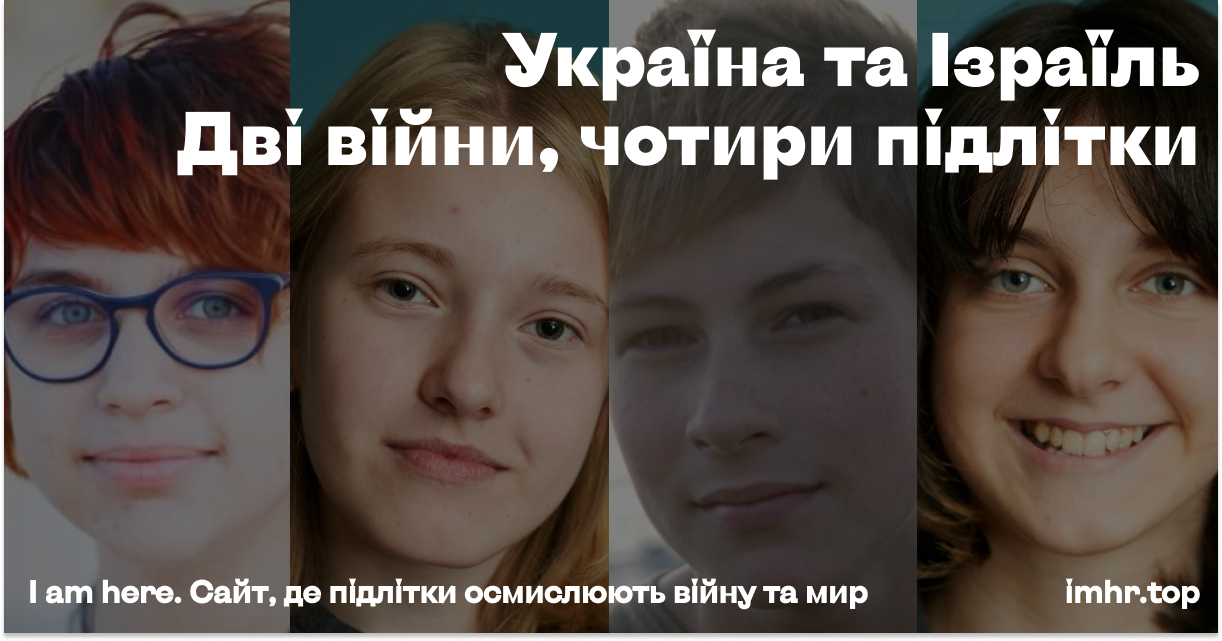 Україна та Ізраїль
Дві війни, чотири підлітки
I am here. Сайт, де підлітки осмислюють війну та мир
imhr.top